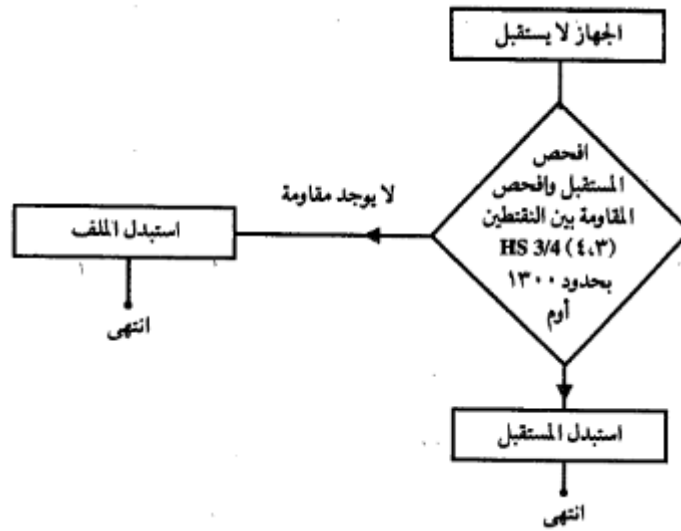 الجهاز لا يستقبل
افحص
المستقبل وافحص
المقاومة بين النقتطين
HS 3/4 (٤،٣)
بحدود ١٣٠٠
أوم
لا يوجد مقاومة
استبدل الملف
انتهى
استبدل المستقبل
انتهى